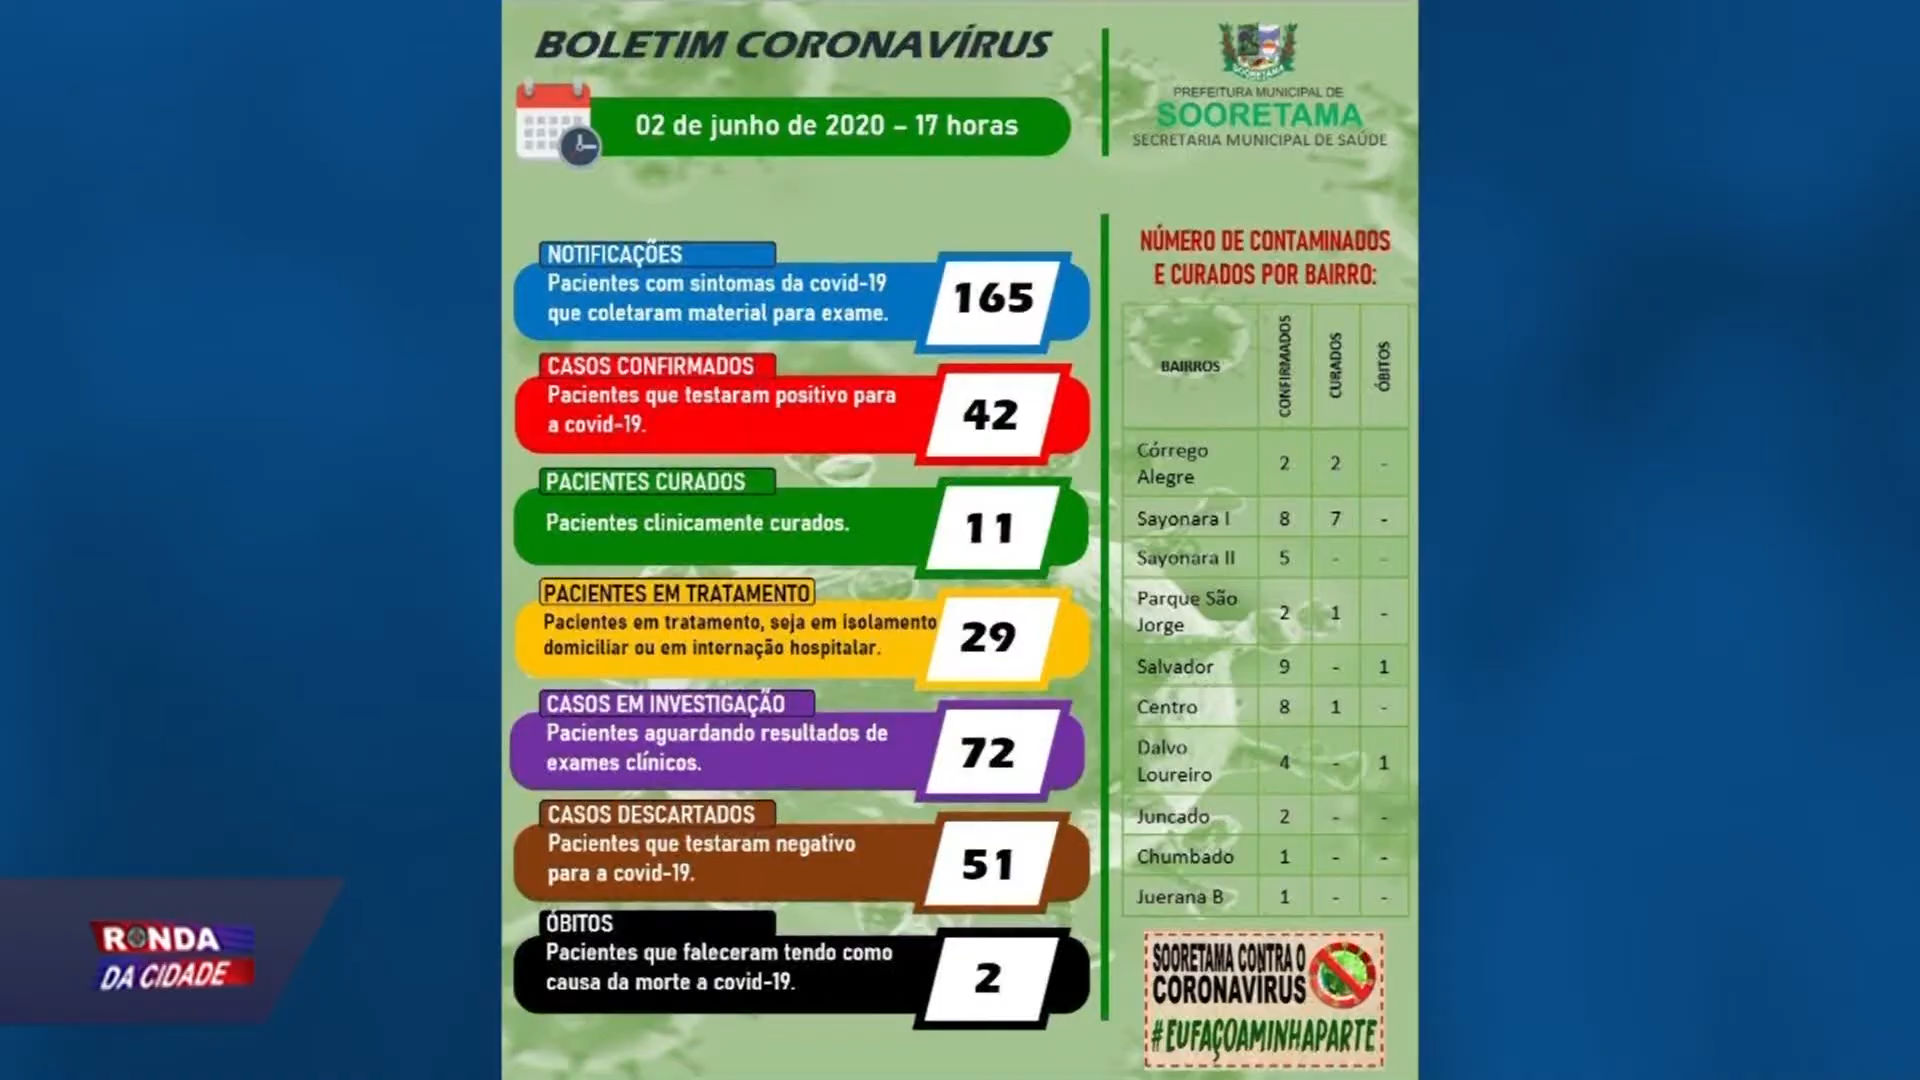 BOLETIM CORONAVÍRUS
02 de junho de 2020 – 17 horas
SOORETAMA
PREFEITURA MUNICIPAL DE
SOORETAMA
SECRETARIA MUNICIPAL DE SAÚDE
NOTIFICAÇÕES
Pacientes com sintomas da covid-19
que coletaram material para exame.
165
CASOS CONFIRMADOS
Pacientes que testaram positivo para
a covid-19.
42
PACIENTES CURADOS
Pacientes clinicamente curados.
11
PACIENTES EM TRATAMENTO
Pacientes em tratamento, seja em isolamento
domiciliar ou em internação hospitalar.
29
CASOS EM INVESTIGAÇÃO
Pacientes aguardando resultados de
exames clínicos.
72
CASOS DESCARTADOS
Pacientes que testaram negativo
para a covid-19.
51
ÓBITOS
Pacientes que faleceram tendo como
causa da morte a covid-19.
2
NÚMERO DE CONTAMINADOS
E CURADOS POR BAIRRO:
BAIRROS CONFIRMADOS CURADOS ÓBITOS
Córrego
Alegre 2 2 -
Sayonara I 8 7 -
Sayonara II 5 - -
Parque São
Jorge 2 1 -
Salvador 9 - 1
Centro 8 1 -
Dalvo
Loureiro 4 - 1
Juncado 2 - -
Chumbado 1 - -
Juerana B 1 - -
SOORETAMA CONTRA O
CORONAVÍRUS
#EUFAÇOAMINHAPARTE
RONDA
DA CIDADE